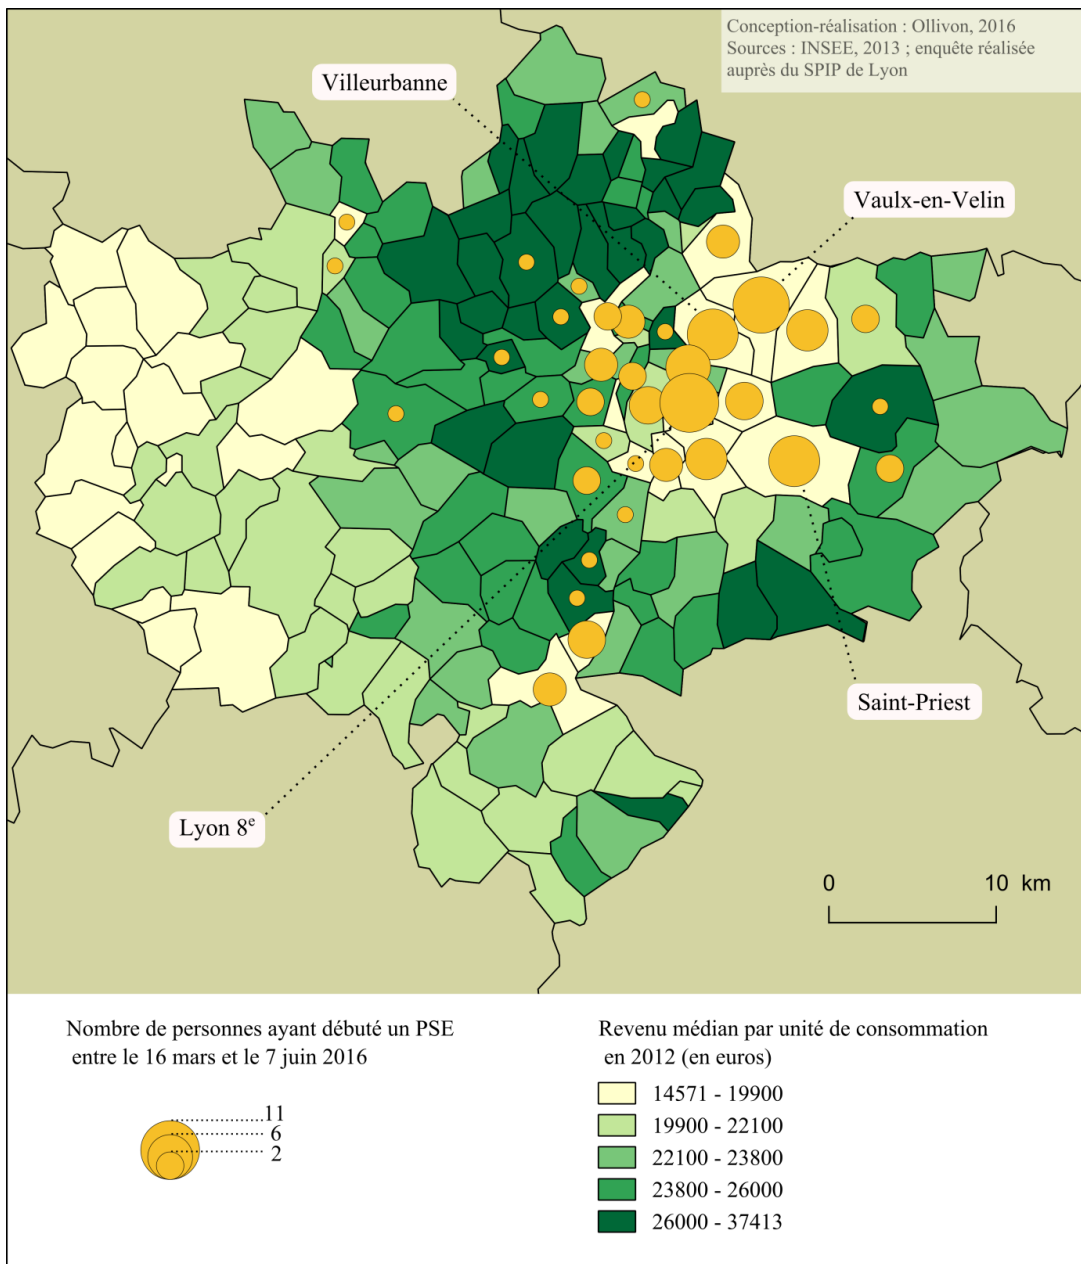 Conception-réalisation : Ollivon, 2016
Sources : INSEE, 2013 ; enquête réalisée
auprès du SPIP de Lyon
Villeurbanne
Vaulx-en-Velin
Saint-Priest
Lyon 8e
0 10 km
Nombre de personnes ayant débuté un PSE
entre le 16 mars et le 7 juin 2016
11
6
2
Revenu médian par unité de consommation
en 2012 (en euros)
14571 - 19900
19900 - 22100
22100 - 23800
23800 - 26000
26000 - 37413